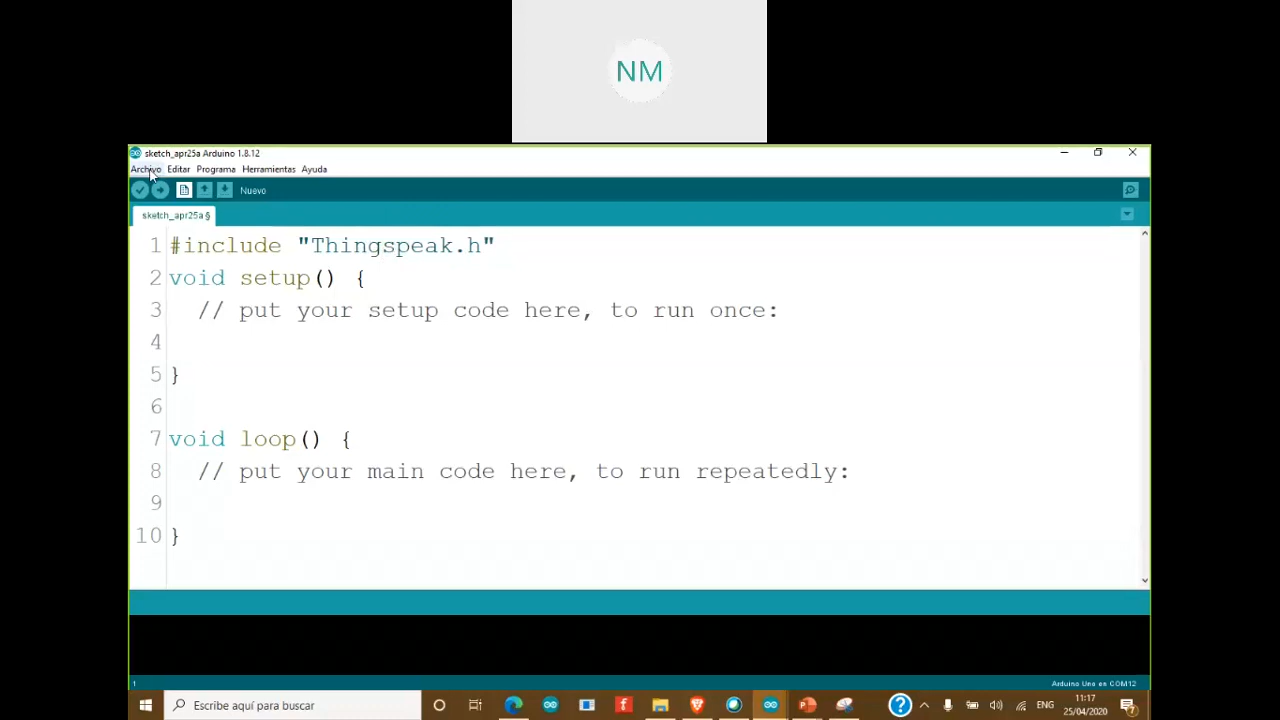 NM
sketch_apr25a Arduino 1.8.12
Archivo Editar Programa Herramientas Ayuda
Nuevo
sketch_apr25a §
1 #include "Thingspeak.h"
2 void setup() {
3 // put your setup code here, to run once:
4
5 }
6
7 void loop() {
8 // put your main code here, to run repeatedly:
9
10 }
1 Arduino Uno en COM12
Escribe aquí para buscar
ENG
11:17
25/04/2020
7